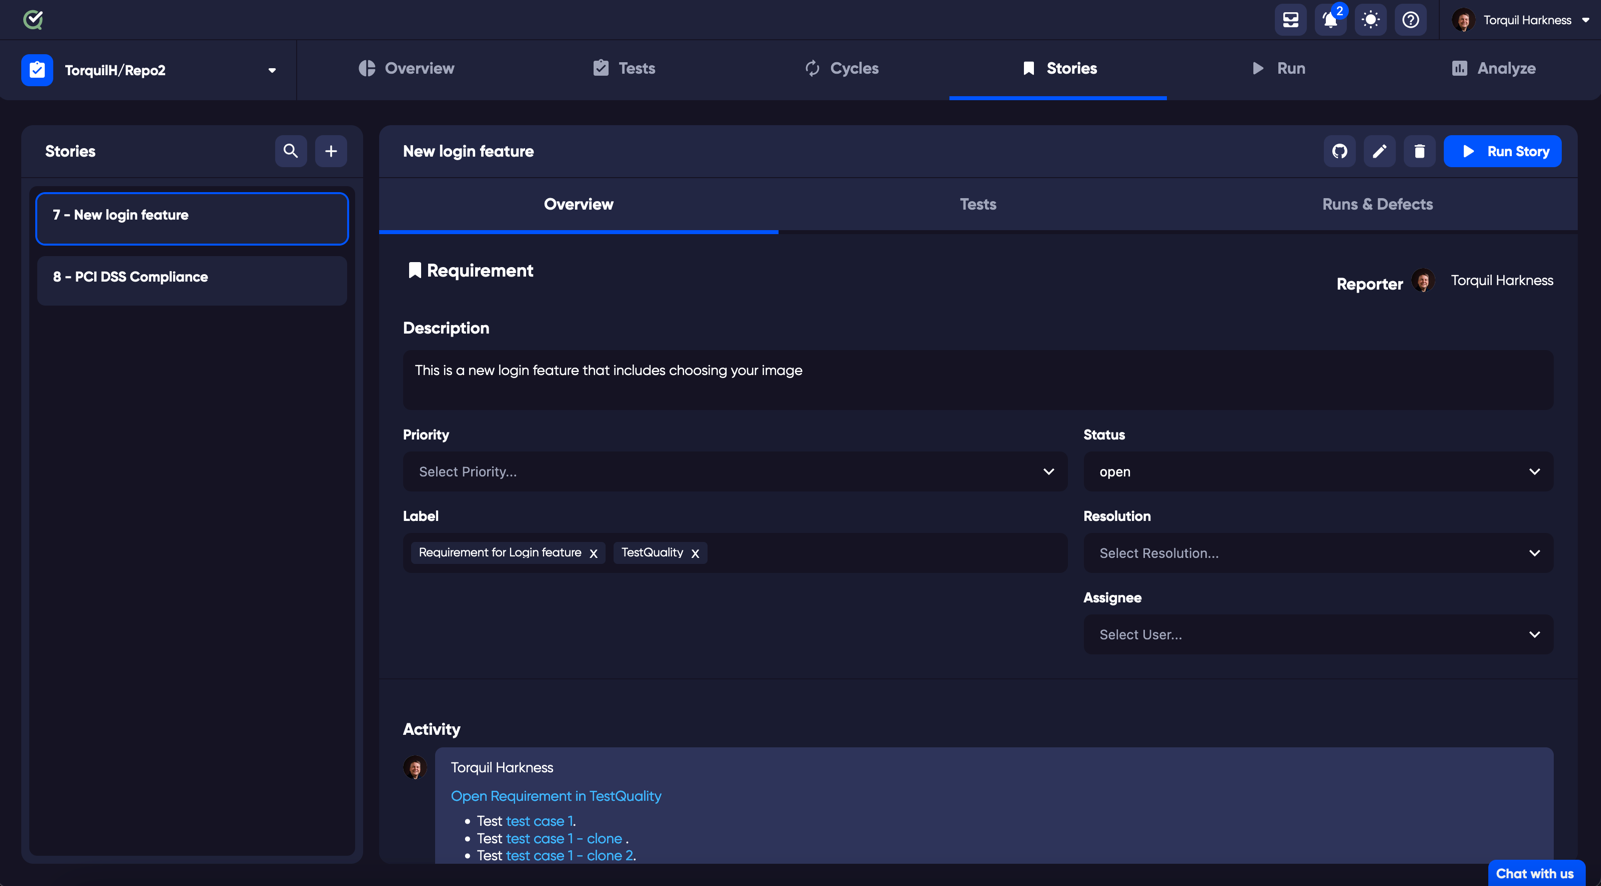 2
Torquil Harkness
TorquilH/Repo2
Overview
Tests
Cycles
Stories
Run
Analyze
Stories
7 - New login feature
8 - PCI DSS Compliance
New login feature
Run Story
Overview
Tests
Runs & Defects
Requirement
Reporter
Torquil Harkness
Description
This is a new login feature that includes choosing your image
Priority
Status
Select Priority...
open
Label
Resolution
Requirement for Login feature x
TestQuality x
Select Resolution...
Assignee
Select User...
Activity
Torquil Harkness
Open Requirement in TestQuality
• Test test case 1.
• Test test case 1 - clone .
• Test test case 1 - clone 2.
Chat with us